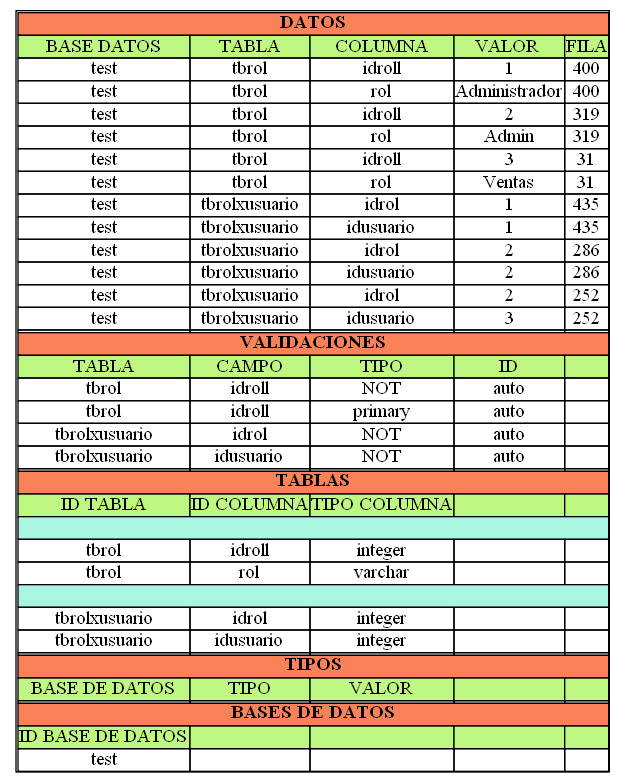 DATOS
BASE DATOS TABLA COLUMNA VALOR FILA
test tbrol idroll 1 400
test tbrol rol Administrador 400
test tbrol idroll 2 319
test tbrol rol Admin 319
test tbrol idroll 3 31
test tbrol rol Ventas 31
test tbrolxusuario idrol 1 435
test tbrolxusuario idusuario 1 435
test tbrolxusuario idrol 2 286
test tbrolxusuario idusuario 2 286
test tbrolxusuario idrol 2 252
test tbrolxusuario idusuario 3 252
VALIDACIONES
TABLA CAMPO TIPO ID
tbrol idroll NOT auto
tbrol idroll primary auto
tbrolxusuario idrol NOT auto
tbrolxusuario idusuario NOT auto
TABLAS
ID TABLA ID COLUMNA TIPO COLUMNA
tbrol idroll integer
tbrol rol varchar
tbrolxusuario idrol integer
tbrolxusuario idusuario integer
TIPOS
BASE DE DATOS TIPO VALOR
BASES DE DATOS
ID BASE DE DATOS
test